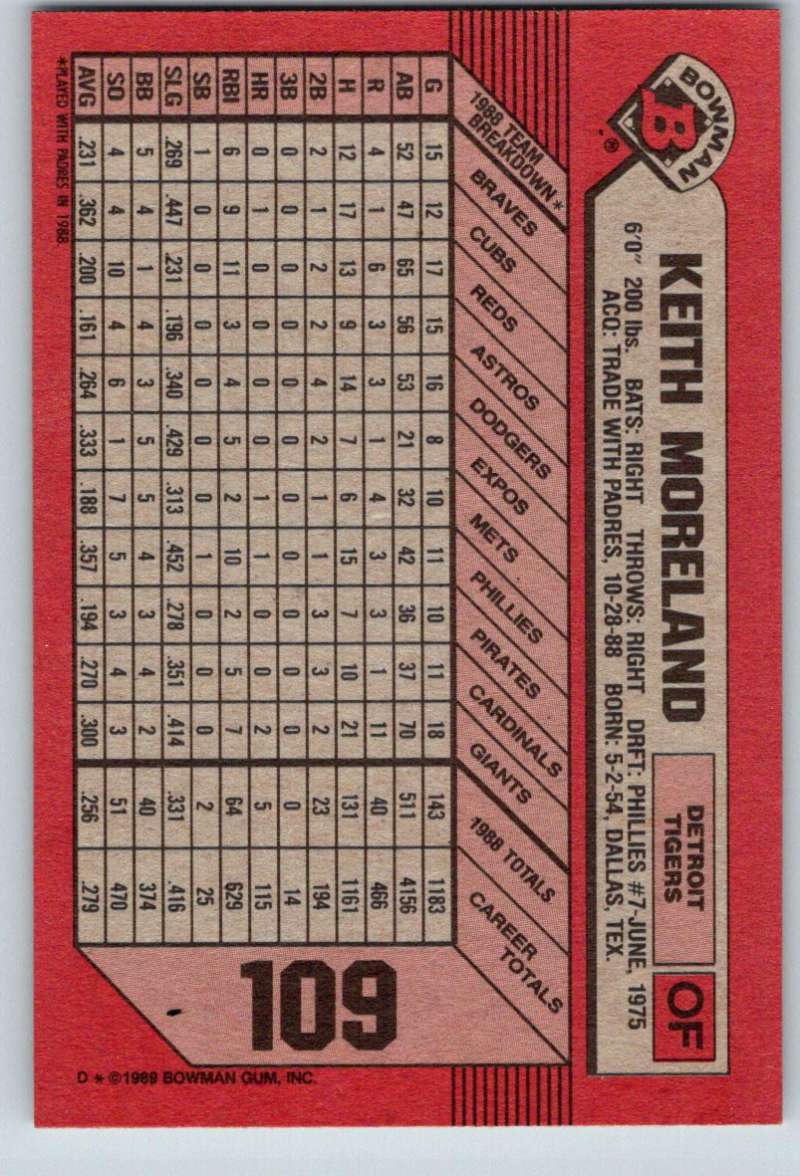 BOWMAN
B
®
KEITH MORELAND
DETROIT
TIGERS
OF
6'0" 200 lbs. BATS: RIGHT THROWS: RIGHT DRFT: PHILLIES #7-JUNE, 1975
ACQ: TRADE WITH PADRES, 10-28-88 BORN: 5-2-54, DALLAS, TEX.
1988 TEAM
BREAKDOWN*
BRAVES
CUBS
REDS
ASTROS
DODGERS
EXPOS
METS
PHILLIES
PIRATES
CARDINALS
GIANTS
1988 TOTALS
CAREER
TOTALS
G 15 12 17 15 16 8 10 11 10 11 18 143 1183
AB 52 47 65 56 53 21 32 42 36 37 70 511 4156
R 4 1 6 3 3 1 4 3 3 1 11 40 466
H 12 17 13 9 14 7 6 15 7 10 21 131 1161
2B 2 1 2 2 4 2 1 1 3 3 2 23 194
3B 0 0 0 0 0 0 0 0 0 0 0 0 14
HR 0 1 0 0 0 0 1 1 0 0 2 5 115
RBI 6 9 11 3 4 5 2 10 2 5 7 64 629
SB 1 0 0 0 0 0 0 1 0 0 0 2 25
SLG .269 .447 .231 .196 .340 .429 .313 .452 .278 .351 .414 .331 .416
BB 5 4 1 4 3 5 5 4 3 4 2 40 374
SO 4 4 10 4 6 1 7 5 3 4 3 51 470
AVG .231 .362 .200 .161 .264 .333 .188 .357 .194 .270 .300 .256 .279
*PLAYED WITH PADRES IN 1988.
109
D * ©1989 BOWMAN GUM, INC.